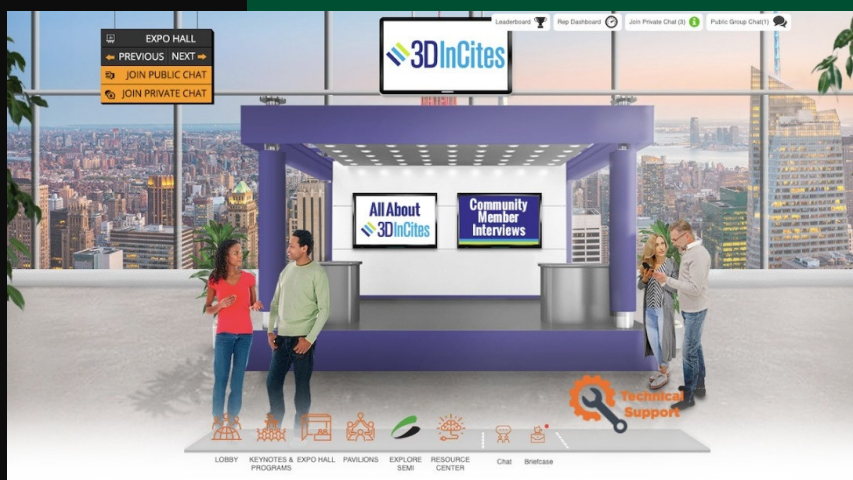 Leaderboard
Rep Dashboard
Join Private Chat (3)
Public Group Chat(1)
EXPO HALL
PREVIOUS NEXT
JOIN PUBLIC CHAT
JOIN PRIVATE CHAT
3DInCites
All About
3DInCites
Community
Member
Interviews
Technical
Support
LOBBY
KEYNOTES &
PROGRAMS
EXPO HALL
PAVILIONS
EXPLORE
SEMI
RESOURCE
CENTER
Chat
Briefcase